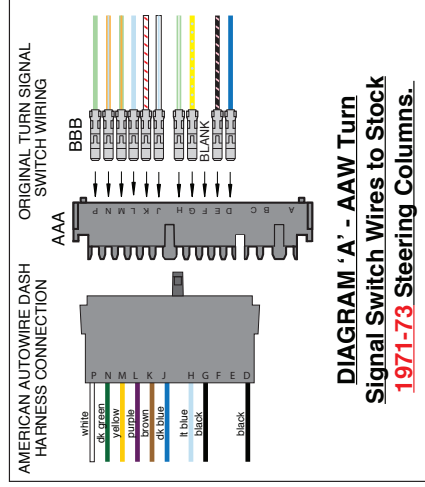 ORIGINAL TURN SIGNAL
SWITCH WIRING
BBB
BLANK
AAA
P N M L K J H G F E D C B A
AMERICAN AUTOWIRE DASH
HARNESS CONNECTION
P N M L K J H G F E D
white
dk green
yellow
purple
brown
dk blue
lt blue
black
black
DIAGRAM ‘A’ - AAW Turn
Signal Switch Wires to Stock
1971-73 Steering Columns.